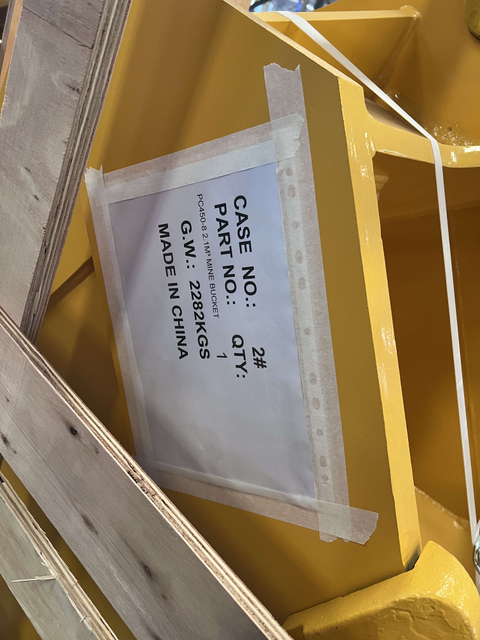 CASE NO.: 2#
PART NO.: QTY:
PC450-8 2.1M³ MINE BUCKET 1
G.W.: 2282KGS
MADE IN CHINA